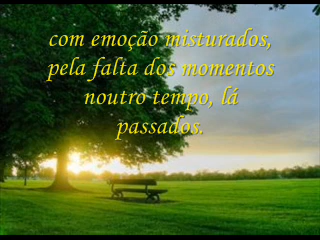 com emoção misturados,
pela falta dos momentos
noutro tempo, lá
passados.